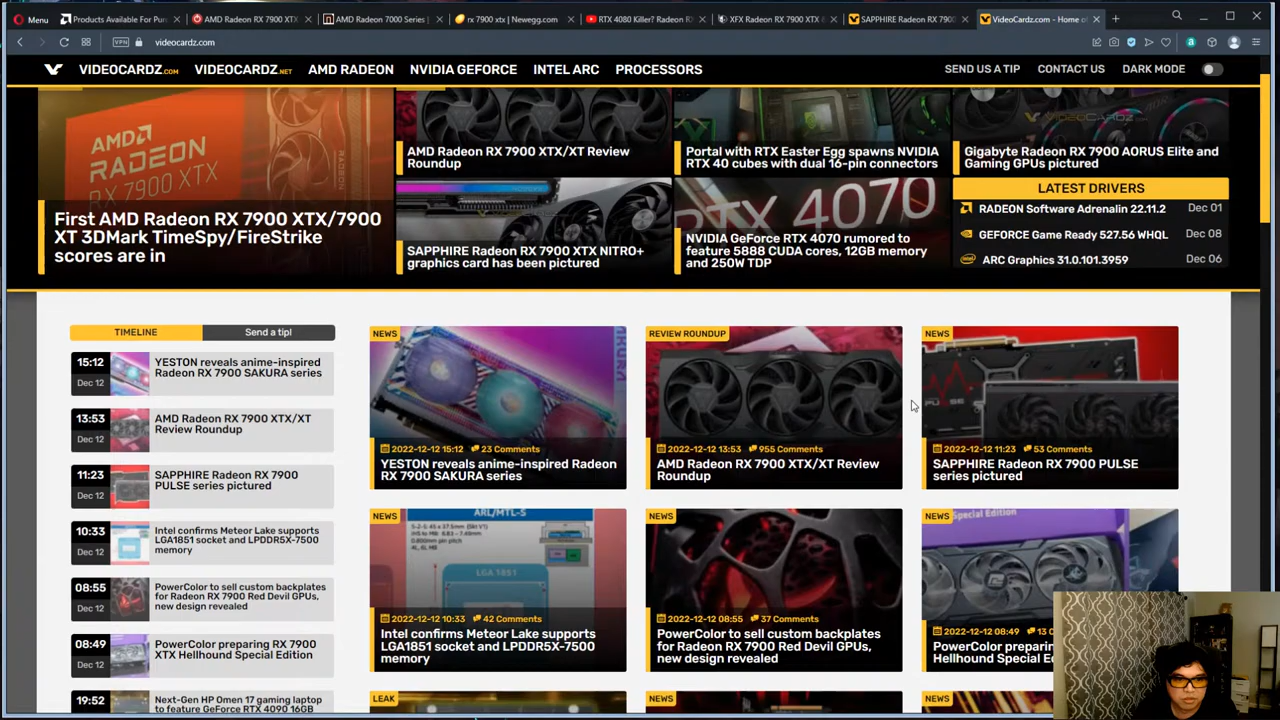 Menu
Products Available For Pur
AMD Radeon RX 7900 XT
AMD Radeon 7000 Series
rx 7900 xtx | Newegg.com
RTX 4080 Killer? Radeon
XFX Radeon RX 7900 XTX
SAPPHIRE Radeon RX 7900
VideoCardz.com - Home of
VPN
videocardz.com
VIDEOCARDZ.COM
VIDEOCARDZ.NET
AMD RADEON
NVIDIA GEFORCE
INTEL ARC
PROCESSORS
SEND US A TIP
CONTACT US
DARK MODE
AMD
RADEON
RX 7900 XTX
RADEON
First AMD Radeon RX 7900 XTX/7900
XT 3DMark TimeSpy/FireStrike
scores are in
AMD Radeon RX 7900 XTX/XT Review
Roundup
Portal with RTX Easter Egg spawns NVIDIA
RTX 40 cubes with dual 16-pin connectors
VIDEOCARDZ
Gigabyte Radeon RX 7900 AORUS Elite and
Gaming GPUs pictured
SAPPHIRE Radeon RX 7900 XTX NITRO+
graphics card has been pictured
RTX 4070
NVIDIA GeForce RTX 4070 rumored to
feature 5888 CUDA cores, 12GB memory
and 250W TDP
LATEST DRIVERS
RADEON Software Adrenalin 22.11.2 Dec 01
GEFORCE Game Ready 527.56 WHQL Dec 08
ARC Graphics 31.0.101.3959 Dec 06
TIMELINE
Send a tip!
15:12
Dec 12
YESTON reveals anime-inspired
Radeon RX 7900 SAKURA series
13:53
Dec 12
AMD Radeon RX 7900 XTX/XT
Review Roundup
11:23
Dec 12
SAPPHIRE Radeon RX 7900
PULSE series pictured
10:33
Dec 12
Intel confirms Meteor Lake supports
LGA1851 socket and LPDDR5X-7500
memory
08:55
Dec 12
PowerColor to sell custom backplates
for Radeon RX 7900 Red Devil GPUs,
new design revealed
08:49
Dec 12
PowerColor preparing RX 7900
XTX Hellhound Special Edition
19:52
Next-Gen HP Omen 17 gaming laptop
to feature GeForce RTX 4090 16GB
NEWS
2022-12-12 15:12 23 Comments
YESTON reveals anime-inspired Radeon
RX 7900 SAKURA series
REVIEW ROUNDUP
2022-12-12 13:53 955 Comments
AMD Radeon RX 7900 XTX/XT Review
Roundup
NEWS
PULSE
2022-12-12 11:23 53 Comments
SAPPHIRE Radeon RX 7900 PULSE
series pictured
NEWS
ARL/MTL-S
LGA 1851
2022-12-12 10:33 42 Comments
Intel confirms Meteor Lake supports
LGA1851 socket and LPDDR5X-7500
memory
NEWS
2022-12-12 08:55 37 Comments
PowerColor to sell custom backplates
for Radeon RX 7900 Red Devil GPUs,
new design revealed
NEWS
Special Edition
2022-12-12 08:49 13
PowerColor preparing
XTX Hellhound Special
LEAK
NEWS
NEWS